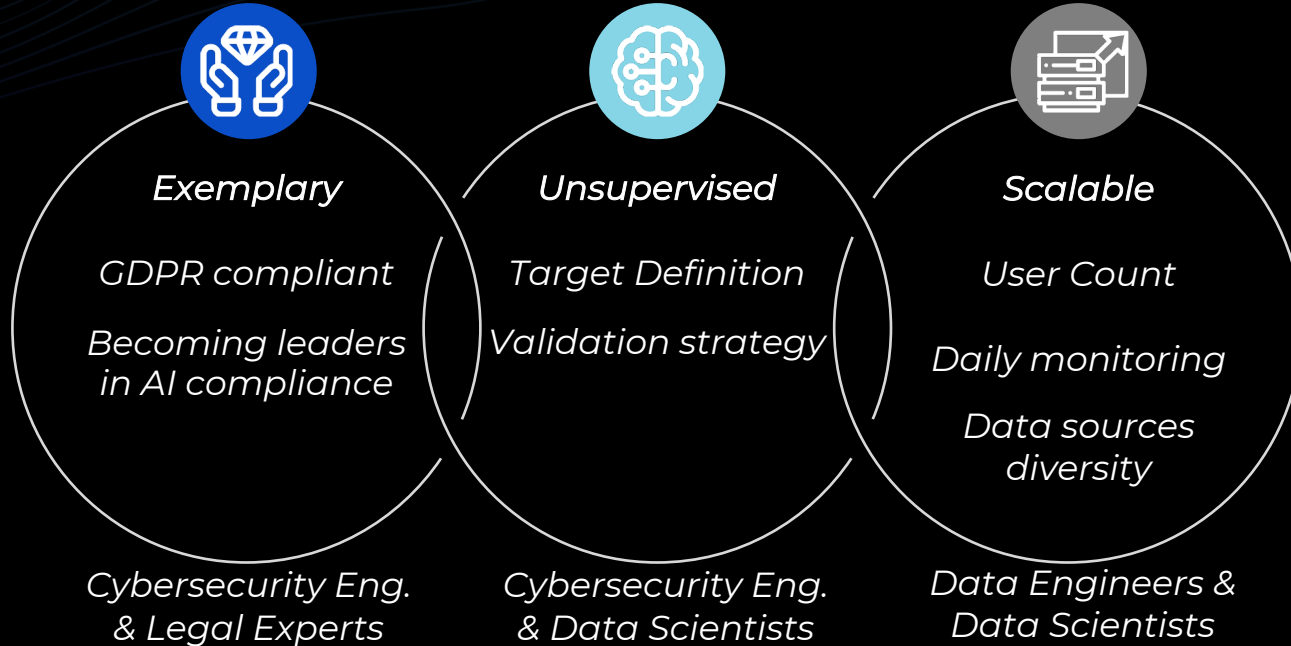 Exemplary
GDPR compliant
Becoming leaders
in AI compliance
Cybersecurity Eng.
& Legal Experts
Unsupervised
Target Definition
Validation strategy
Cybersecurity Eng.
& Data Scientists
Scalable
User Count
Daily monitoring
Data sources
diversity
Data Engineers &
Data Scientists